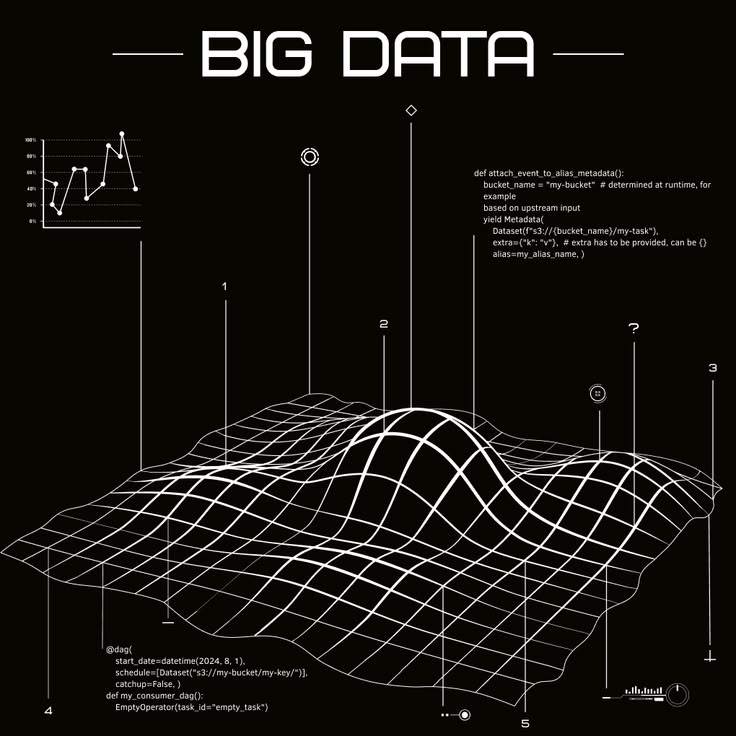 BIG DATA
100%
80%
60%
40%
20%
0%
def attach_event_to_alias_metadata():
bucket_name = "my-bucket"  # determined at runtime, for
example
based on upstream input
yield Metadata(
Dataset(f"s3://{bucket_name}/my-task"),
extra={"k": "v"},  # extra has to be provided, can be {}
alias=my_alias_name, )
1
2
?
3
@dag(
start_date=datetime(2024, 8, 1),
schedule=[Dataset("s3://my-bucket/my-key/")],
catchup=False, )
def my_consumer_dag():
EmptyOperator(task_id="empty_task")
4
5